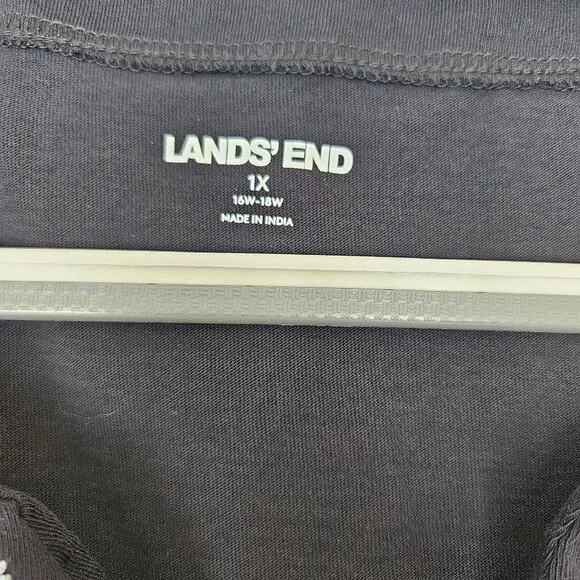 LANDS' END
1X
16W-18W
MADE IN INDIA